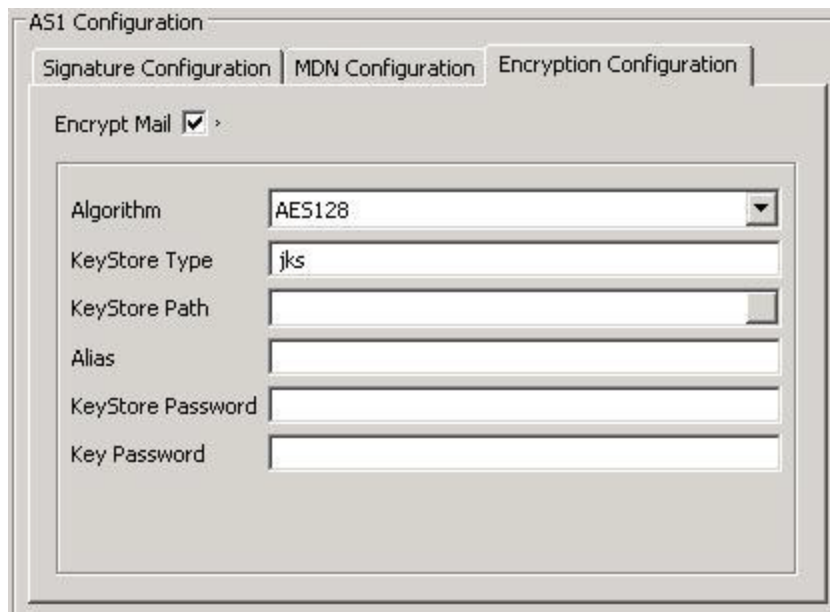 AS1 Configuration
Signature Configuration MDN Configuration Encryption Configuration
Encrypt Mail
Algorithm AES128
KeyStore Type jks
KeyStore Path
Alias
KeyStore Password
Key Password